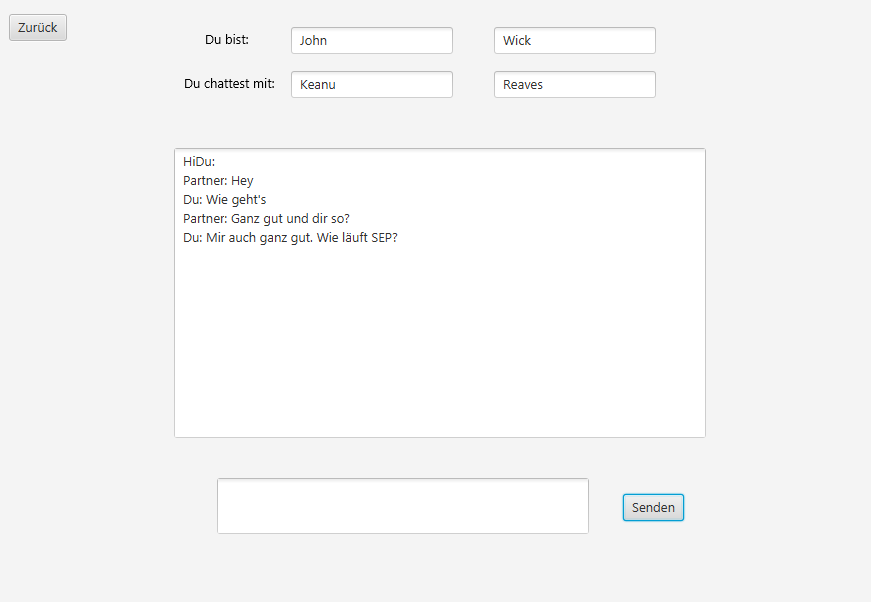 Zurück
Du bist: John Wick
Du chattest mit: Keanu Reaves
HiDu:
Partner: Hey
Du: Wie geht's
Partner: Ganz gut und dir so?
Du: Mir auch ganz gut. Wie läuft SEP?
Senden